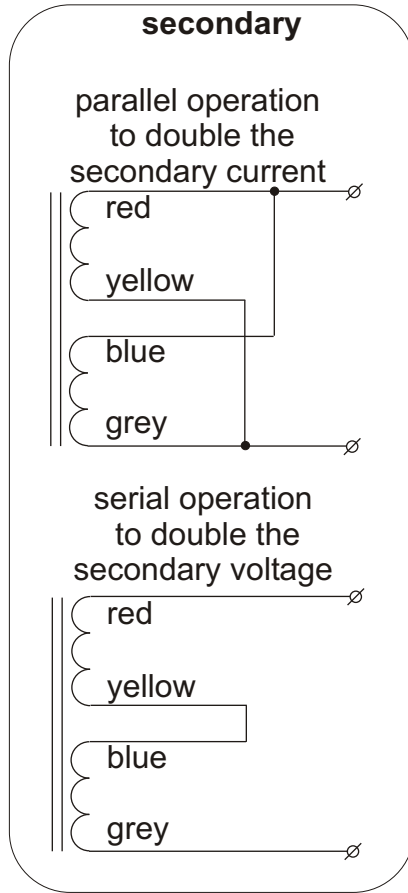 secondary
parallel operation
to double the
secondary current
red
yellow
blue
grey
serial operation
to double the
secondary voltage
red
yellow
blue
grey